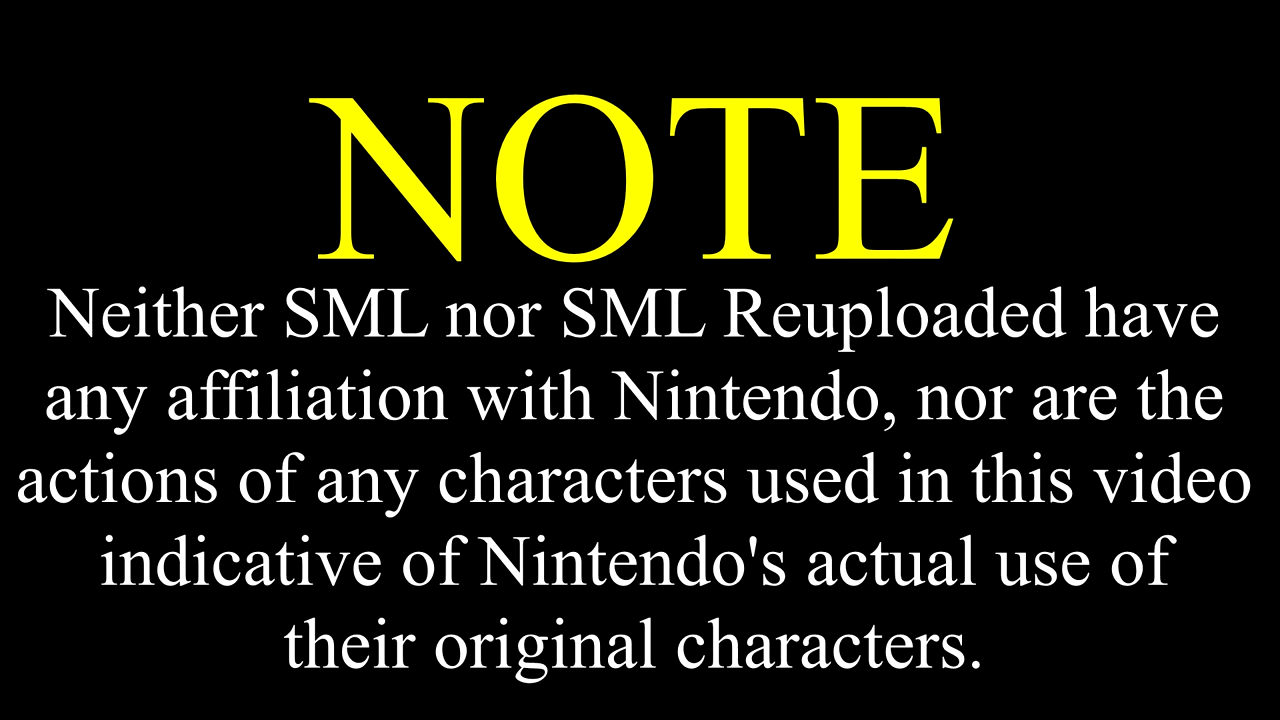 NOTE
Neither SML nor SML Reuploaded have
any affiliation with Nintendo, nor are the
actions of any characters used in this video
indicative of Nintendo's actual use of
their original characters.